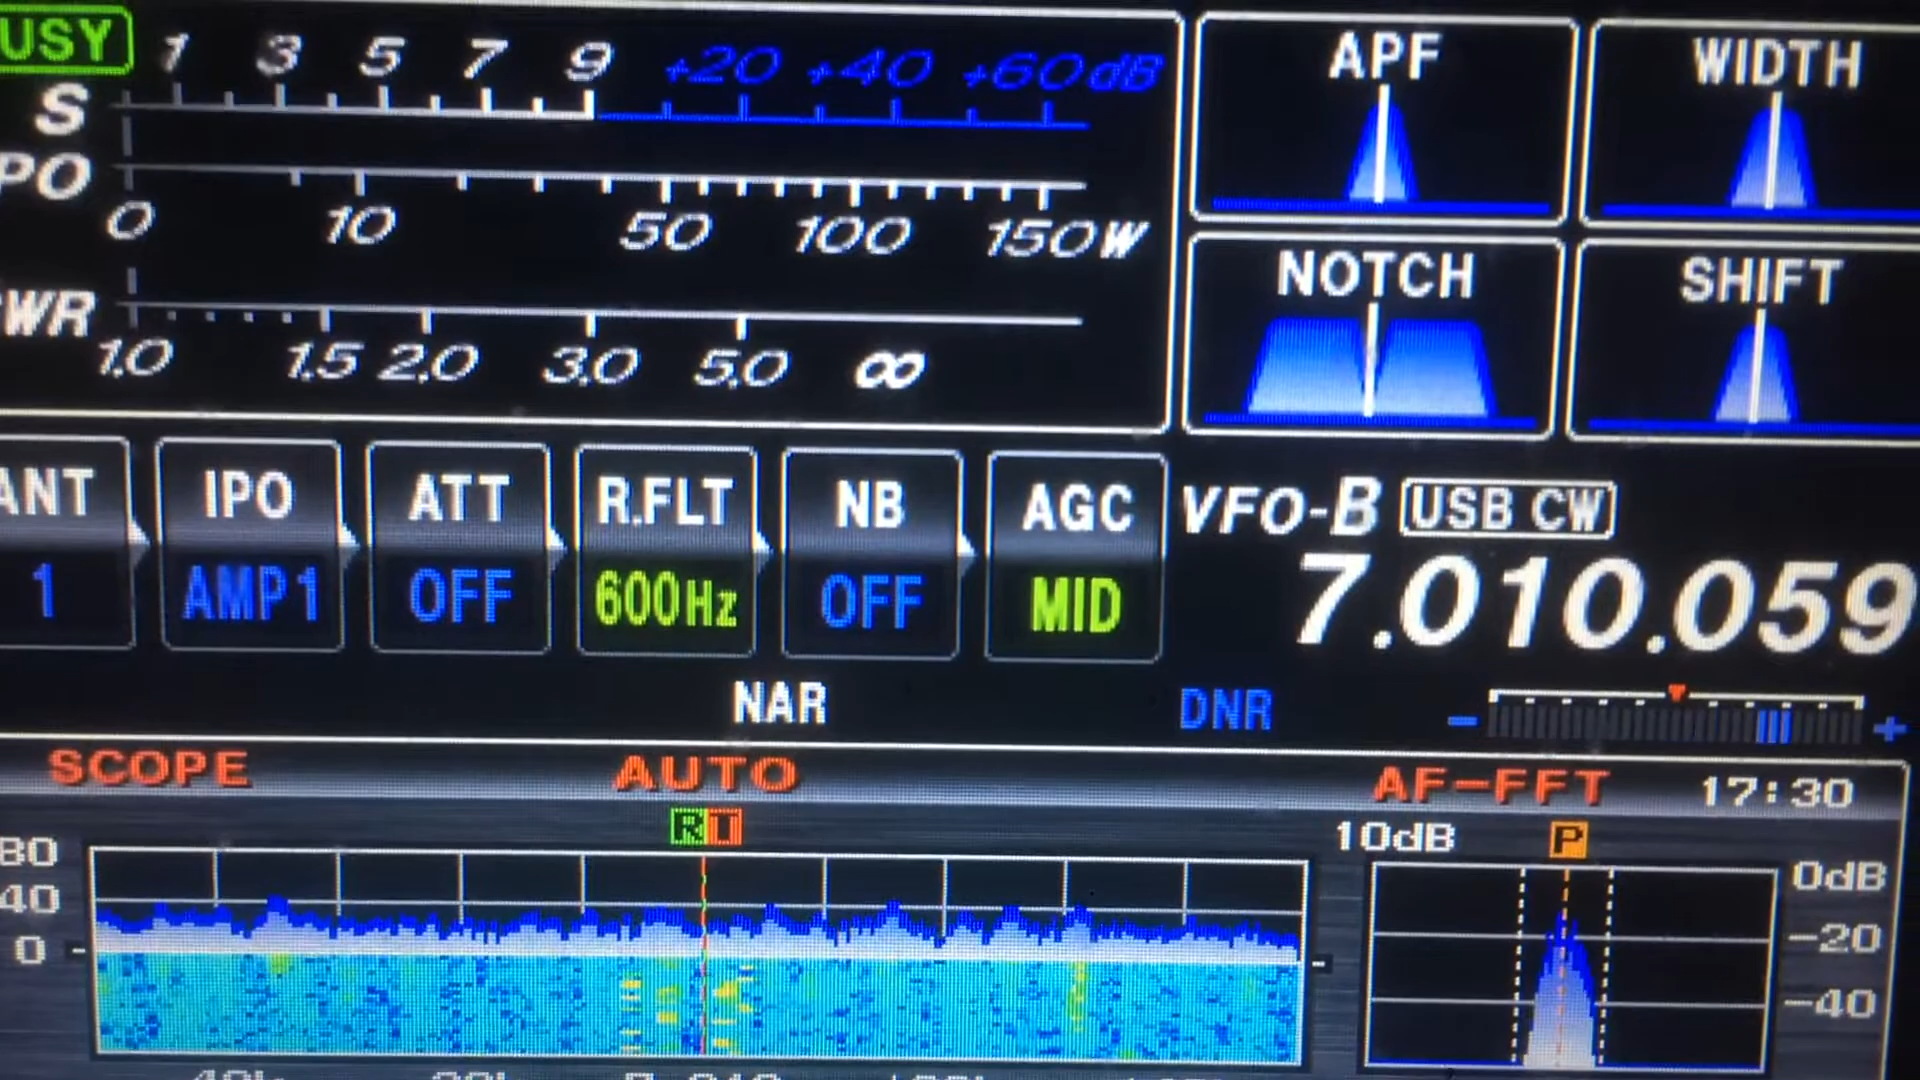 USY 1 3 5 7 9 +20 +40 +60dB
S
PO
0 10 50 100 150W
WR
1.0 1.5 2.0 3.0 5.0 ∞
APF WIDTH
NOTCH SHIFT
ANT IPO ATT R.FLT NB AGC
1 AMP1 OFF 600Hz OFF MID
VFO-B USB CW
7.010.059
NAR DNR - +
SCOPE AUTO AF-FFT 17:30
R T 10dB P
80 0dB
40 -20
0 -40